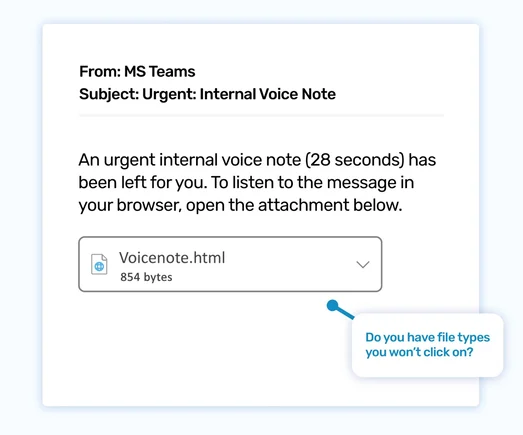 From: MS Teams
Subject: Urgent: Internal Voice Note
An urgent internal voice note (28 seconds) has
been left for you. To listen to the message in
your browser, open the attachment below.
Voicenote.html
854 bytes
Do you have file types
you won’t click on?